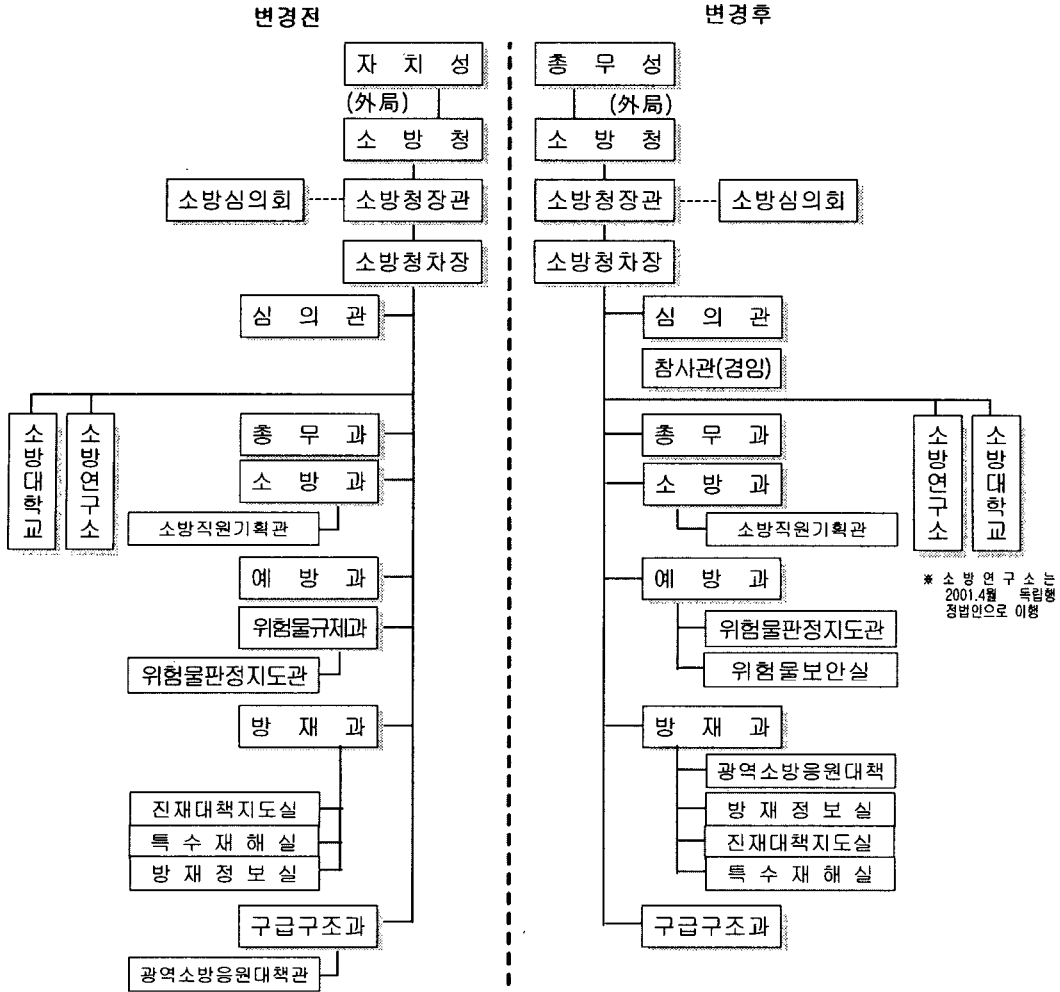 변경전
자 치 성
(外局)
소 방 청
소방심의회
소방청장관
소방청차장
심 의 관
소방대학교
소방연구소
총 무 과
소 방 과
소방직원기획관
예 방 과
위험물규제과
위험물판정지도관
방 재 과
진재대책지도실
특 수 재 해 실
방 재 정 보 실
구급구조과
광역소방응원대책관
변경후
총 무 성
(外局)
소 방 청
소방청장관
소방심의회
소방청차장
심 의 관
참사관(겸임)
총 무 과
소 방 과
소방직원기획관
소방연구소
소방대학교
※ 소 방 연 구 소 는
2001.4월 독립행
정법인으로 이행
예 방 과
위험물판정지도관
위험물보안실
방 재 과
광역소방응원대책
방 재 정 보 실
진재대책지도실
특 수 재 해 실
구급구조과